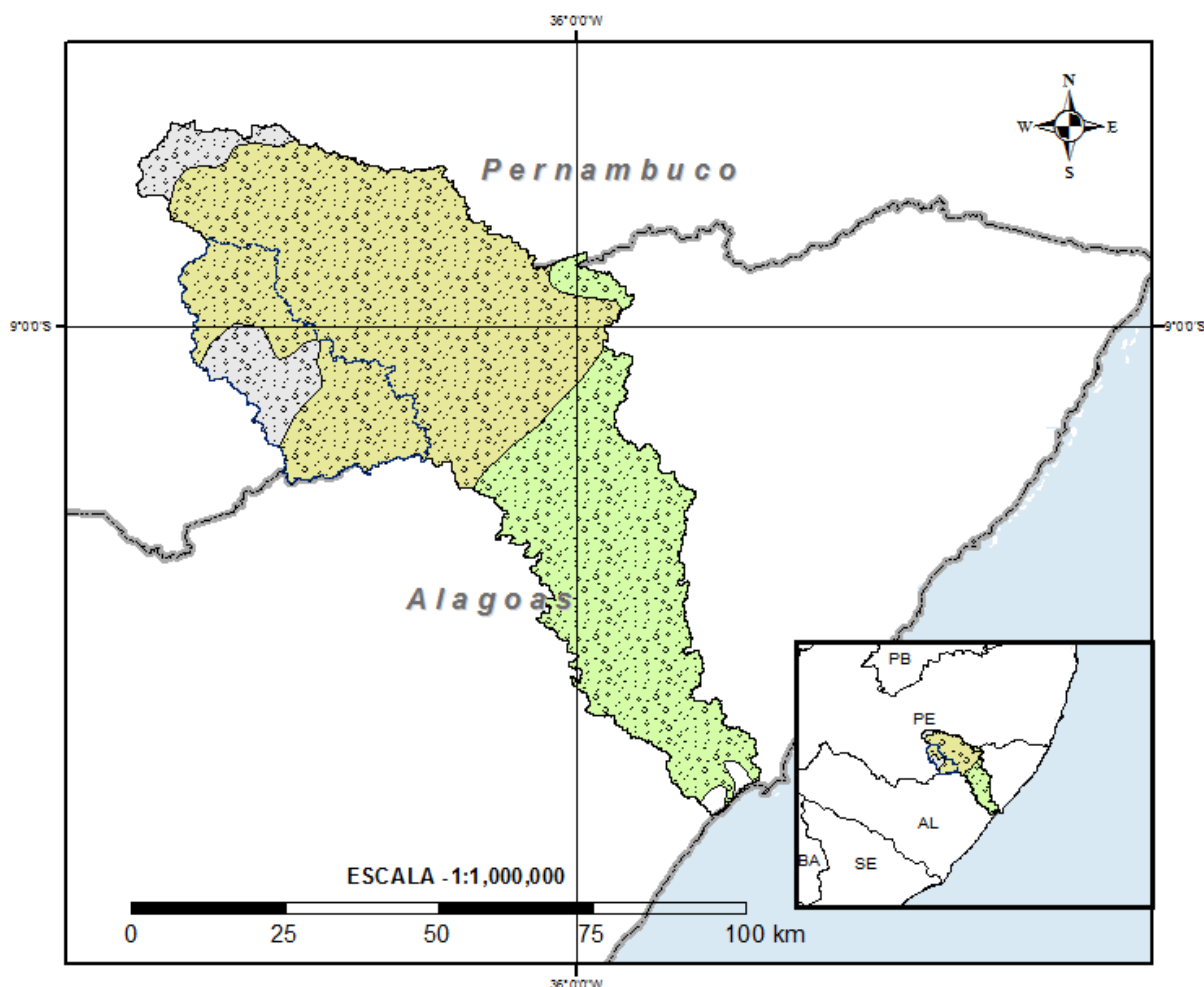 36°0'0"W
N
W E
S
Pernambuco
9°0'0"S
9°0'0"S
Alagoas
PB
PE
AL
BA
SE
ESCALA -1:1,000,000
0 25 50 75 100 km
36°0'0"W